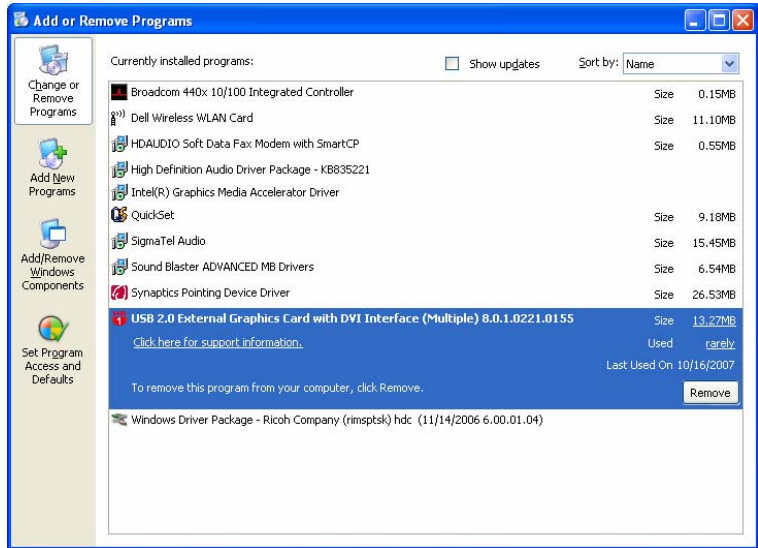 Add or Remove Programs
Change or
Remove
Programs
Add New
Programs
Add/Remove
Windows
Components
Set Program
Access and
Defaults
Currently installed programs:
Show updates
Sort by: Name
Broadcom 440x 10/100 Integrated Controller Size 0.15MB
Dell Wireless WLAN Card Size 11.10MB
HDAUDIO Soft Data Fax Modem with SmartCP Size 0.55MB
High Definition Audio Driver Package - KB835221
Intel(R) Graphics Media Accelerator Driver
QuickSet Size 9.18MB
SigmaTel Audio Size 15.45MB
Sound Blaster ADVANCED MB Drivers Size 6.54MB
Synaptics Pointing Device Driver Size 26.53MB
USB 2.0 External Graphics Card with DVI Interface (Multiple) 8.0.1.0221.0155 Size 13.27MB
Click here for support information. Used rarely
Last Used On 10/16/2007
To remove this program from your computer, click Remove. Remove
Windows Driver Package - Ricoh Company (rimsptsk) hdc (11/14/2006 6.00.01.04)